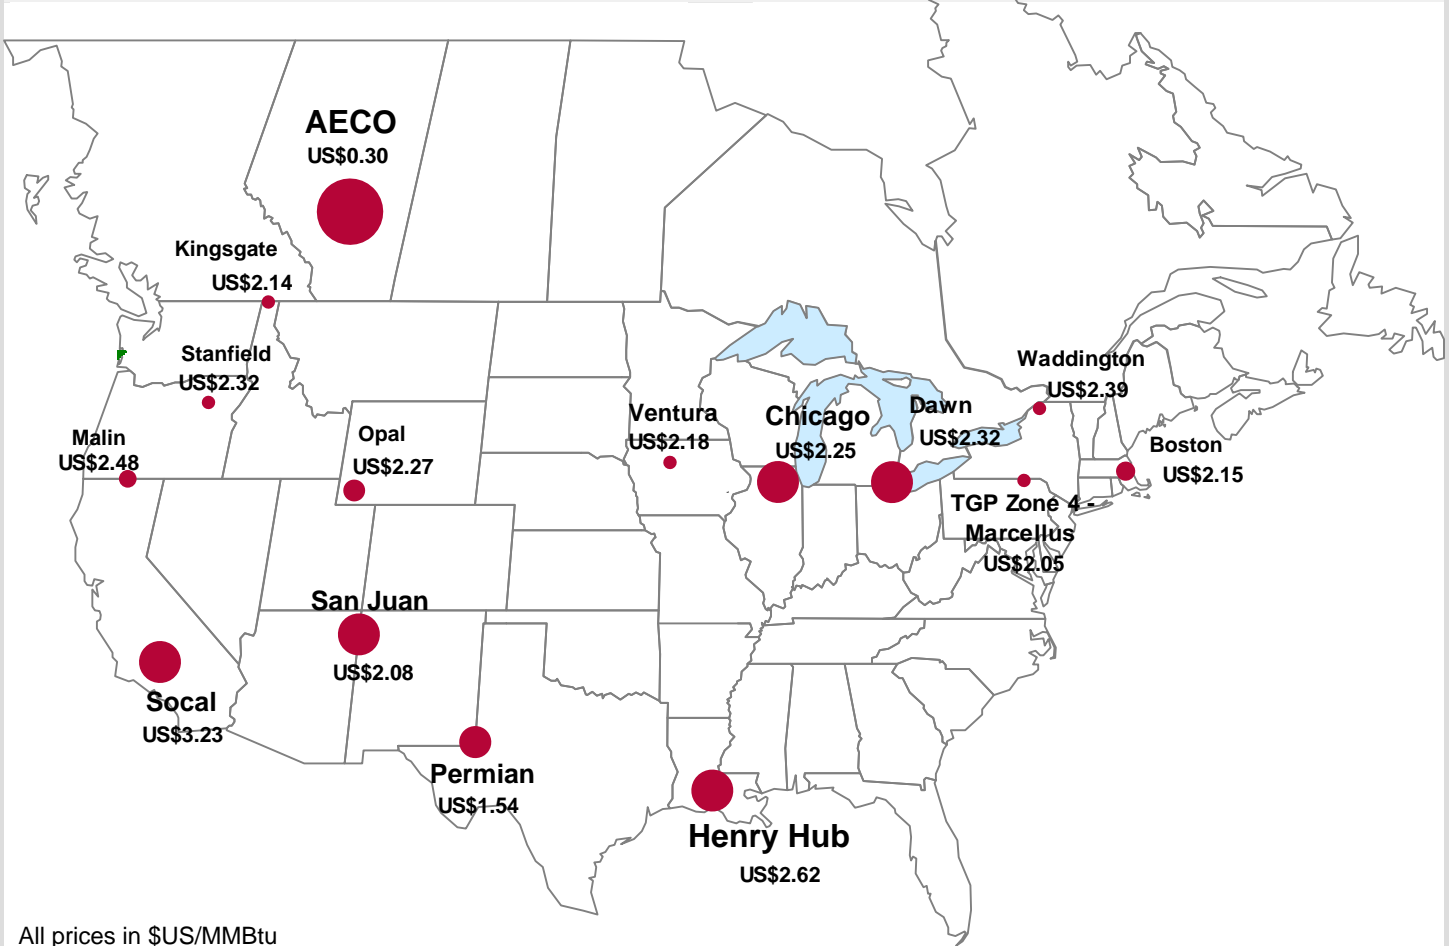 AECO
US$0.30
Kingsgate
US$2.14
Stanfield
US$2.32
Malin
US$2.48
Opal
US$2.27
Ventura
US$2.18
Chicago
US$2.25
Dawn
US$2.32
Waddington
US$2.39
Boston
US$2.15
TGP Zone 4 -
Marcellus
US$2.05
San Juan
US$2.08
Socal
US$3.23
Permian
US$1.54
Henry Hub
US$2.62
All prices in $US/MMBtu